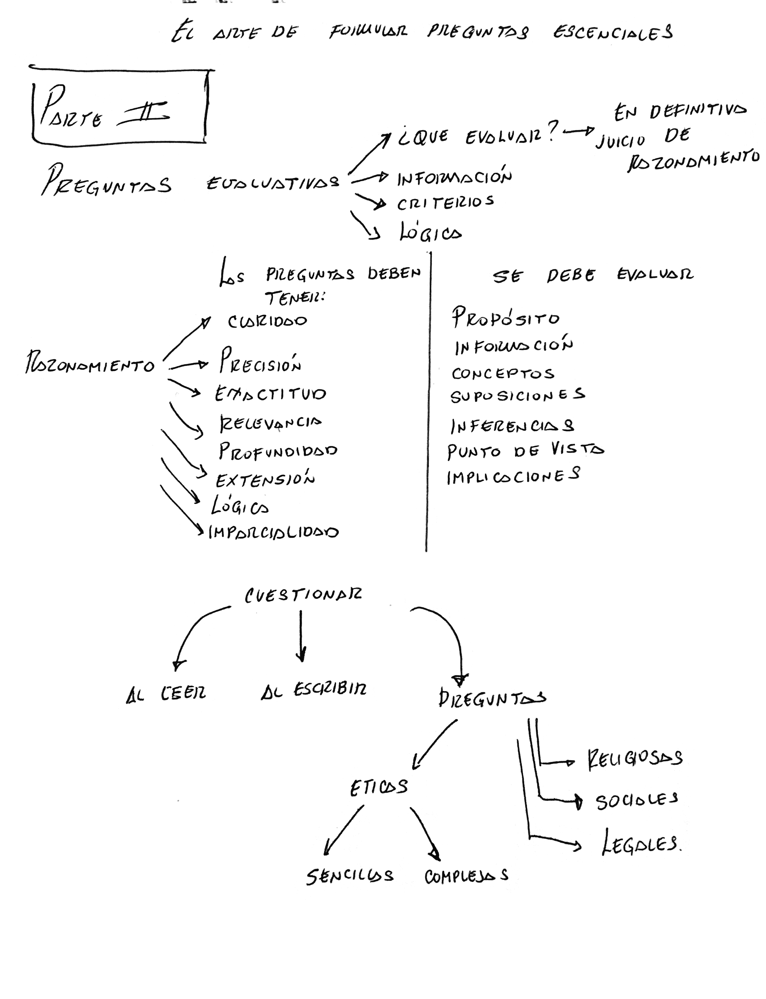 EL ARTE DE FORMULAR PREGUNTAS ESCENCIALES
PARTE II
¿QUE EVALUAR? → EN DEFINITIVA
JUICIO DE
RAZONAMIENTO
PREGUNTAS EVALUATIVAS
INFORMACIÓN
CRITERIOS
LÓGICA
LAS PREGUNTAS DEBEN
TENER:
CLARIDAD
RAZONAMIENTO
PRECISIÓN
EXACTITUD
RELEVANCIA
PROFUNDIDAD
EXTENSIÓN
LÓGICA
IMPARCIALIDAD
SE DEBE EVALUAR
PROPÓSITO
INFORMACIÓN
CONCEPTOS
SUPOSICIONES
INFERENCIAS
PUNTO DE VISTA
IMPLICACIONES
CUESTIONAR
AL LEER
AL ESCRIBIR
PREGUNTAS
RELIGIOSAS
ETICAS
SOCIALES
LEGALES.
SENCILLAS
COMPLEJAS